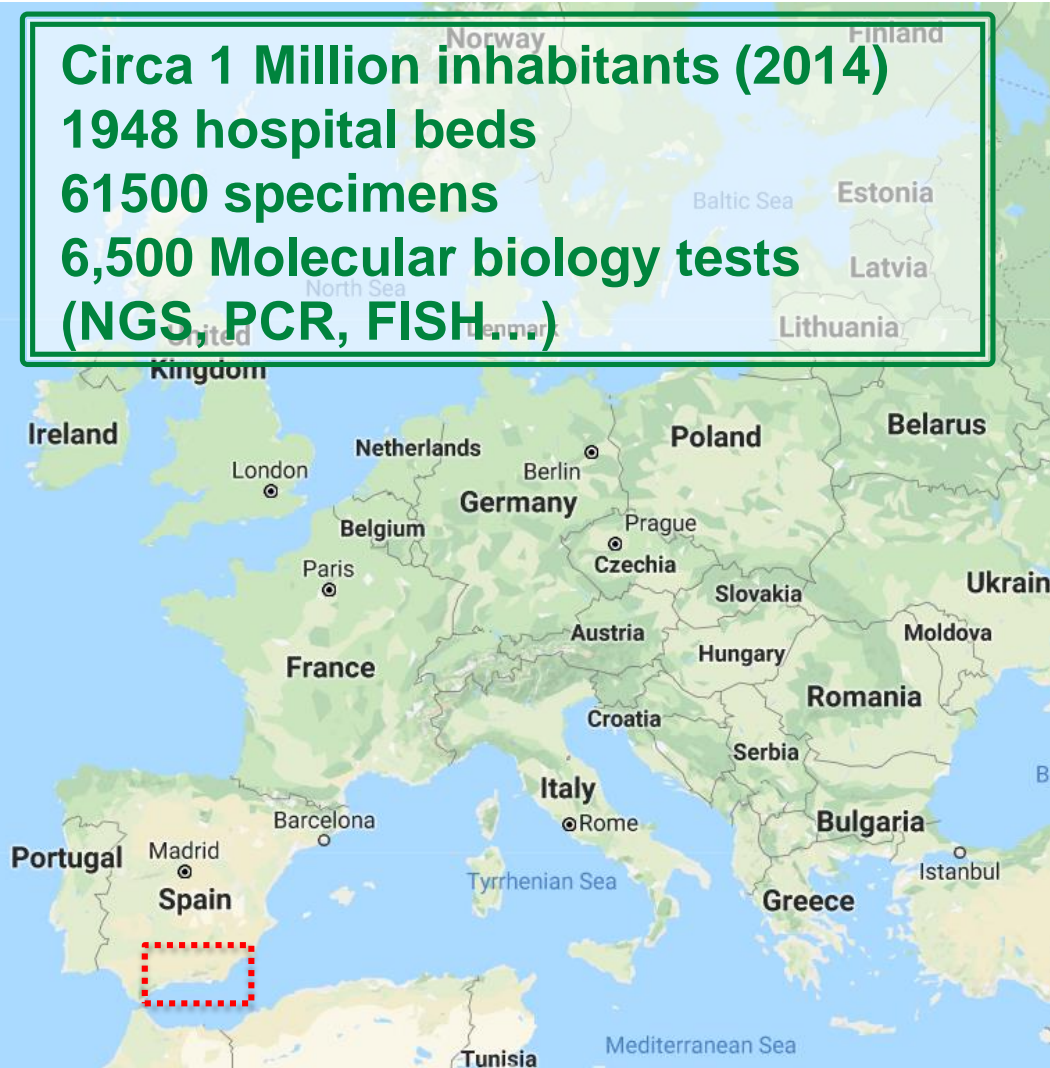 Norway
Finland
Circa 1 Million inhabitants (2014)
1948 hospital beds
61500 specimens
6,500 Molecular biology tests
(NGS, PCR, FISH…)
Baltic Sea
Estonia
Latvia
North Sea
United
Kingdom
Denmark
Lithuania
Ireland
Netherlands
Poland
Belarus
London
Berlin
Germany
Belgium
Prague
Czechia
Paris
Slovakia
Ukrain
Austria
Hungary
Moldova
France
Romania
Croatia
Serbia
Italy
B
Barcelona
Rome
Bulgaria
Portugal
Madrid
Spain
Tyrrhenian Sea
Istanbul
Greece
Mediterranean Sea
Tunisia